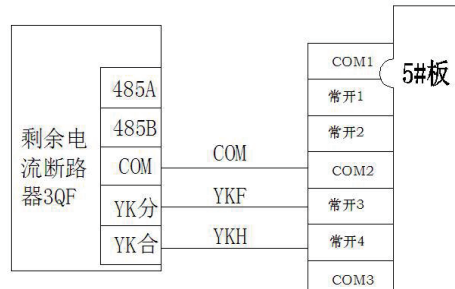 剩余电
流断路
器3QF
485A
485B
COM
YK分
YK合
COM
YKF
YKH
COM1
常开1
常开2
COM2
常开3
常开4
COM3
5#板